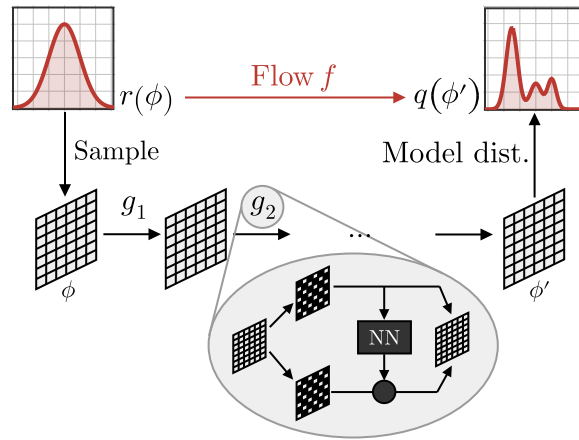 Flow f
r(ϕ)
q(ϕ′)
Sample
Model dist.
g₁
g₂
...
ϕ
ϕ′
NN